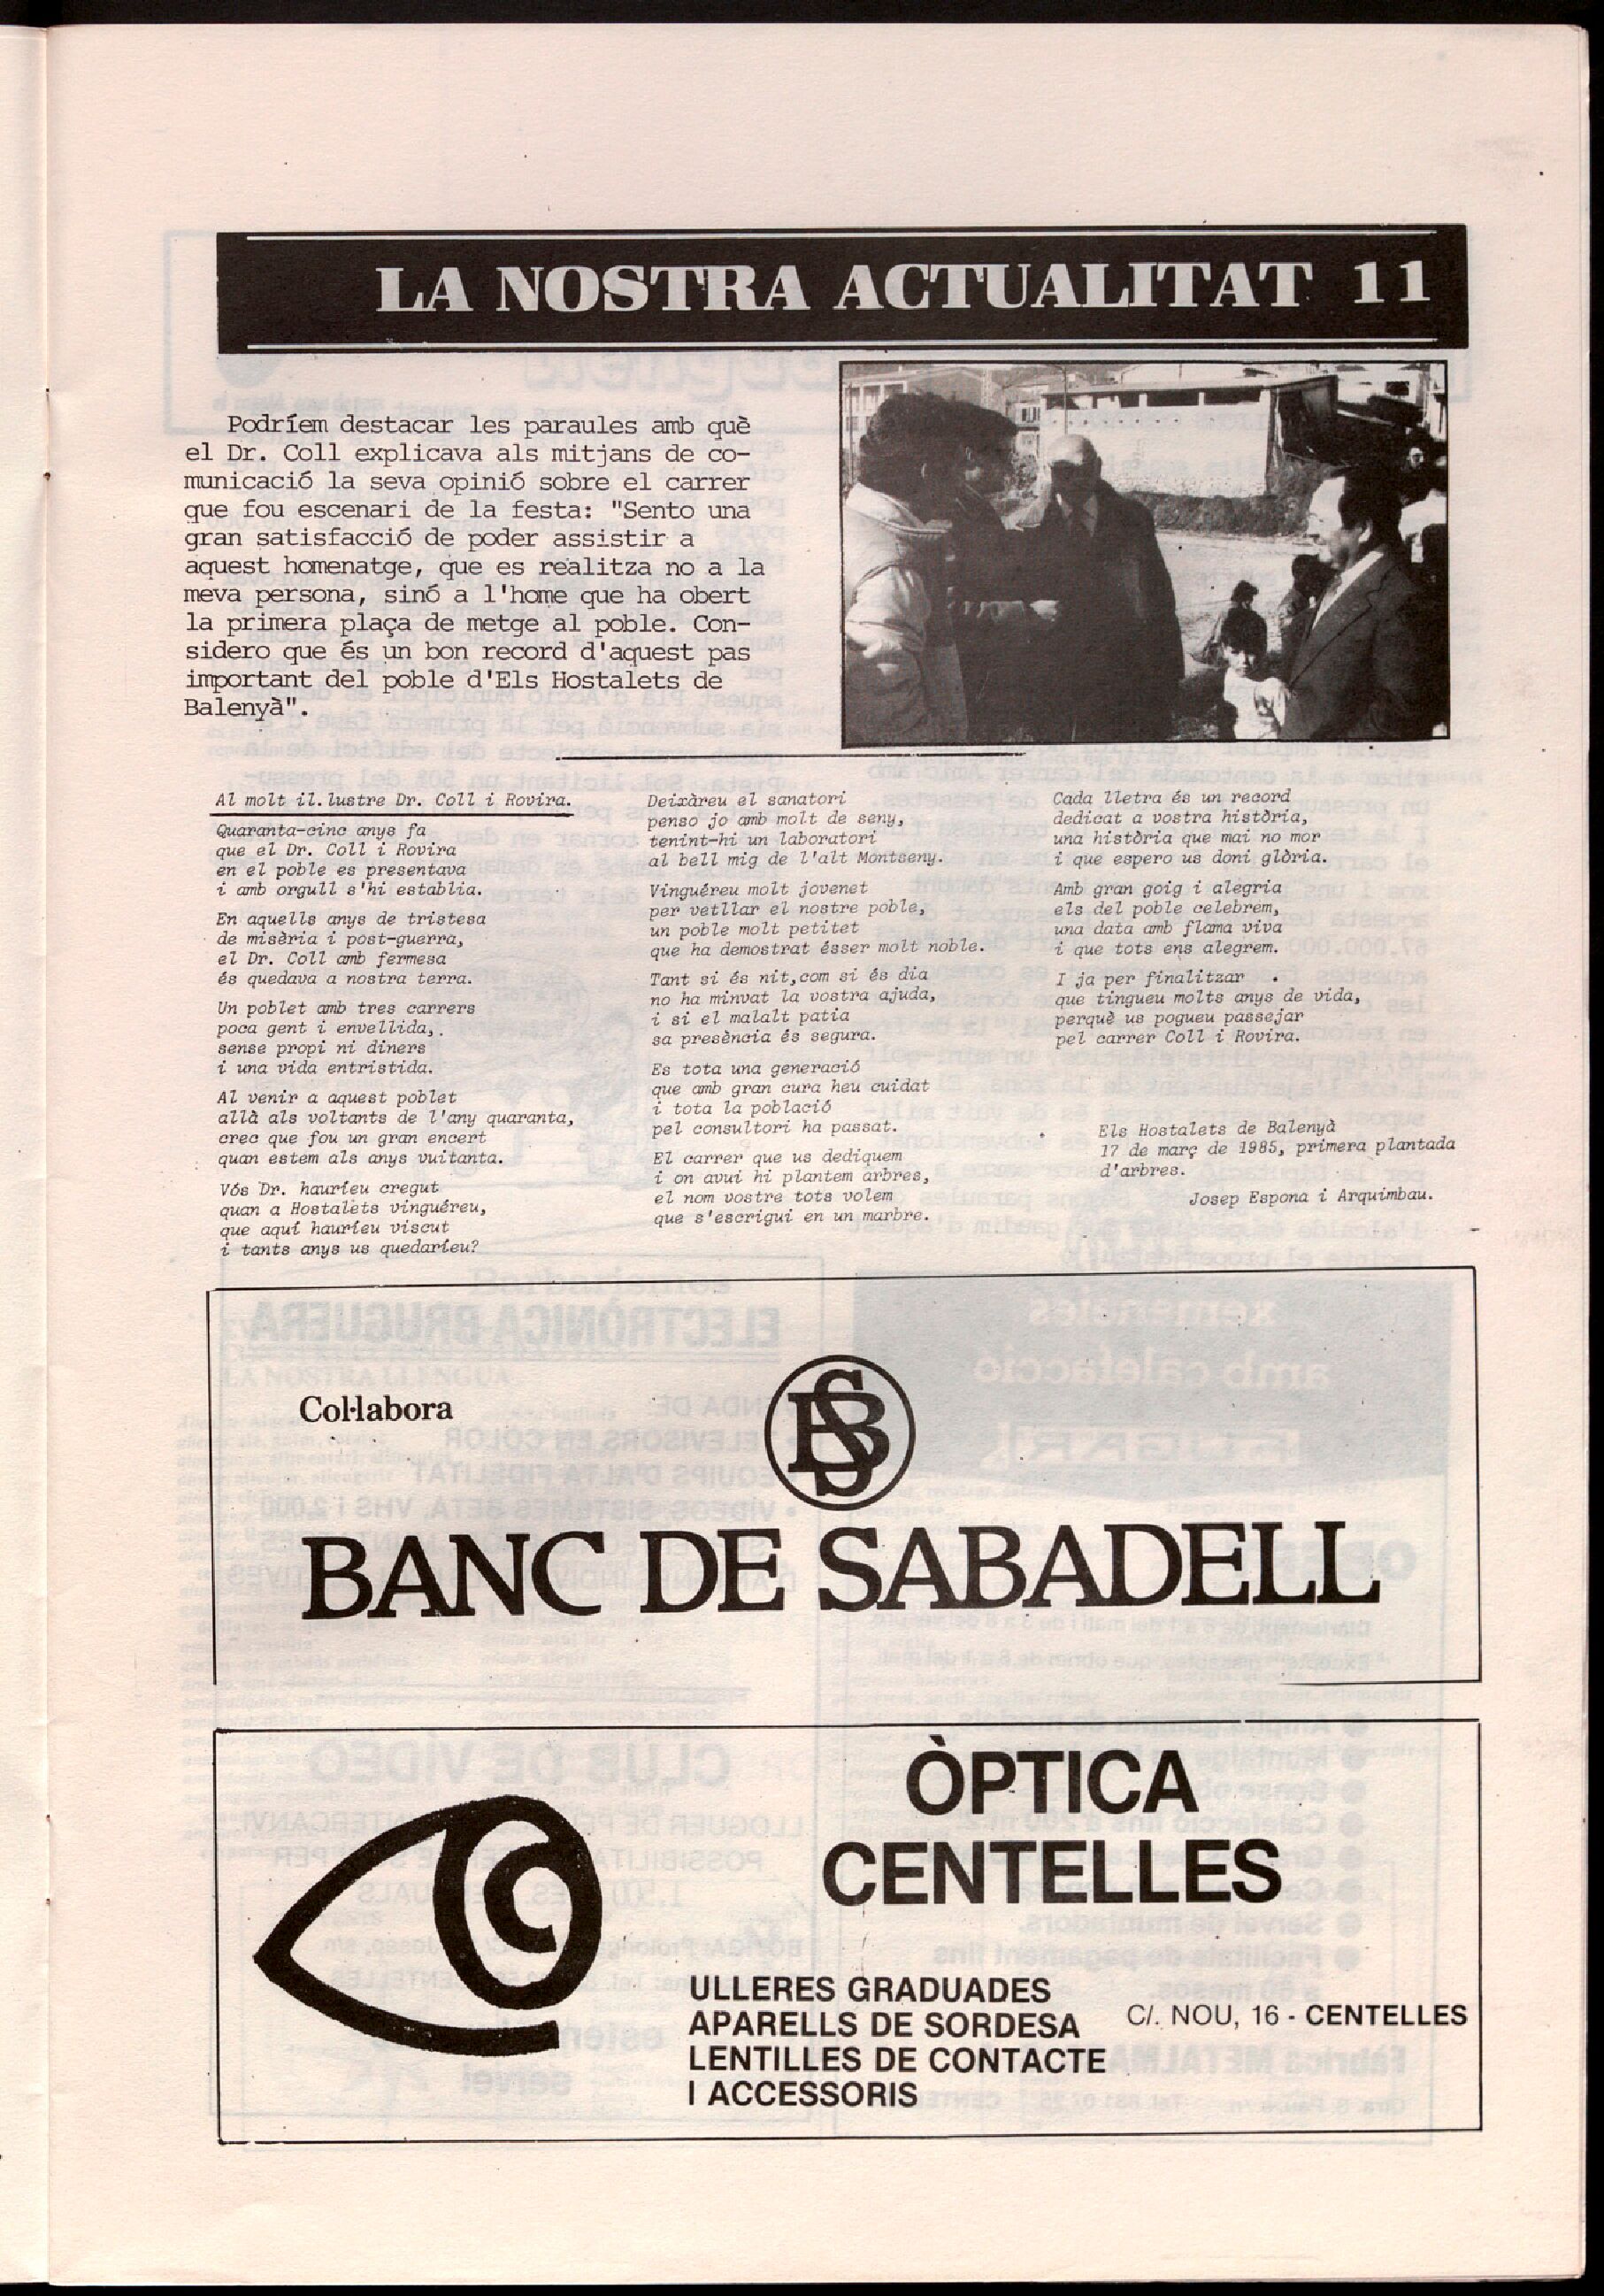 LA NOSTRA ACTUALITAT 11
Podríem destacar les paraules amb què
el Dr. Coll explicava als mitjans de co-
municació la seva opinió sobre el carrer
que fou escenari de la festa: "Sento una
gran satisfacció de poder assistir a
aquest homenatge, que es realitza no a la
meva persona, sinó a l'home que ha obert
la primera plaça de metge al poble. Con-
sidero que és un bon record d'aquest pas
important del poble d'Els Hostalets de
Balenyà".
Al molt il.lustre Dr. Coll i Rovira.
Quaranta-cinc anys fa
que el Dr. Coll i Rovira
en el poble es presentava
i amb orgull s'hi establia.
En aquells anys de tristesa
de misèria i post-guerra,
el Dr. Coll amb fermesa
és quedava a nostra terra.
Un poblet amb tres carrers
poca gent i envellida,
sense propi ni diners
i una vida entristida.
Al venir a aquest poblet
allà als voltants de l'any quaranta,
crec que fou un gran encert
quan estem als anys vuitanta.
Vós Dr. hauríeu cregut
quan a Hostalets vinguéreu,
que aquí hauríeu viscut
i tants anys us quedaríeu?
Deixàreu el sanatori
penso jo amb molt de seny,
tenint-hi un laboratori
al bell mig de l'alt Montseny.
Vinguéreu molt jovenet
per vetllar el nostre poble,
un poble molt petitet
que ha demostrat ésser molt noble.
Tant si és nit,com si és dia
no ha minvat la vostra ajuda,
i si el malalt patia
sa presència és segura.
Es tota una generació
que amb gran cura heu cuidat
i tota la població
pel consultori ha passat.
El carrer que us dediquem
i on avui hi plantem arbres,
el nom vostre tots volem
que s'escrigui en un marbre.
Cada lletra és un record
dedicat a vostra història,
una història que mai no mor
i que espero us doni glòria.
Amb gran goig i alegria
els del poble celebrem,
una data amb flama viva
i que tots ens alegrem.
I ja per finalitzar
que tingueu molts anys de vida,
perquè us pogueu passejar
pel carrer Coll i Rovira.
Els Hostalets de Balenyà
17 de març de 1985, primera plantada
d'arbres.
Josep Espona i Arquimbau.
Col·labora
BS
BANC DE SABADELL
ÒPTICA
CENTELLES
ULLERES GRADUADES
APARELLS DE SORDESA
LENTILLES DE CONTACTE
I ACCESSORIS
C/. NOU, 16 - CENTELLES